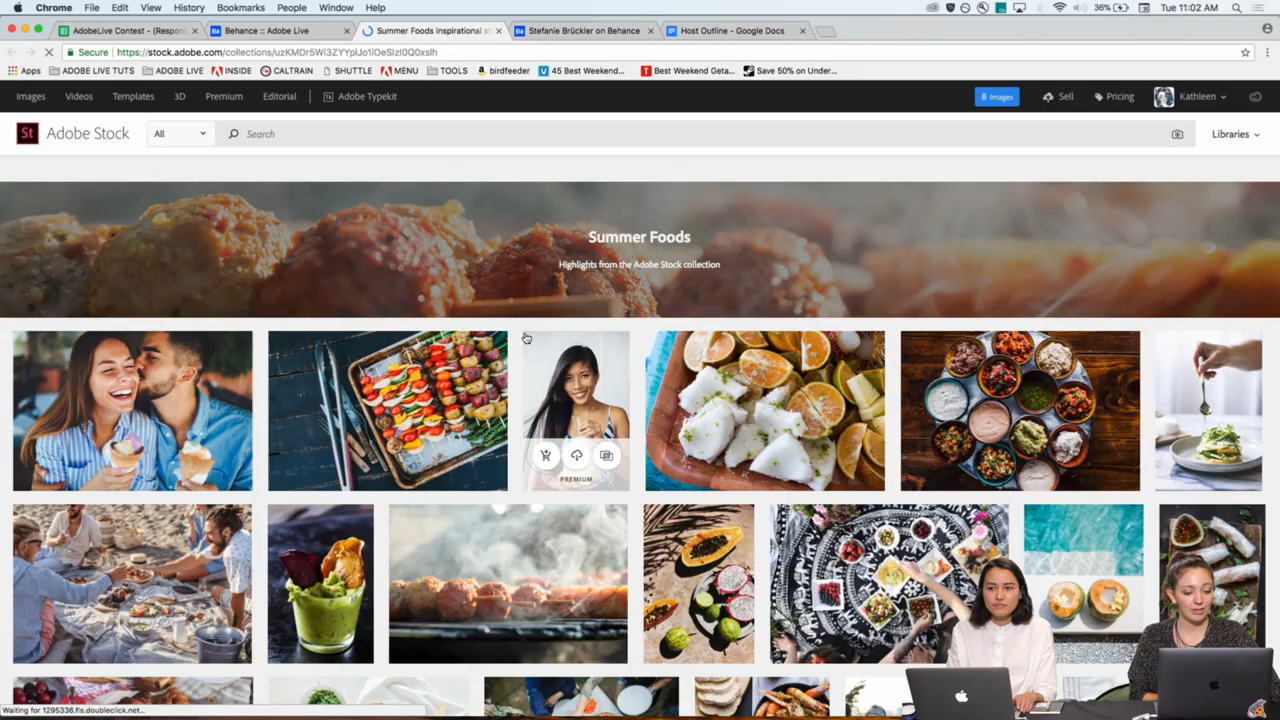 Chrome File Edit View History Bookmarks People Window Help 36% Tue 11:02 AM
AdobeLive Contest - (Respon Behance :: Adobe Live Summer Foods inspirational st Stefanie Brückler on Behance Host Outline - Google Docs
Secure https://stock.adobe.com/collections/
Apps ADOBE LIVE TUTS ADOBE LIVE INSIDE CALTRAIN SHUTTLE MENU TOOLS birdfeeder 45 Best Weekend... Best Weekend Geta... Save 50% on Under...
Images Videos Templates 3D Premium Editorial Adobe Typekit 8 Images Sell Pricing Kathleen
St Adobe Stock All Search Libraries
Summer Foods
Highlights from the Adobe Stock collection
PREMIUM
Waiting for 1295336.fls.doubleclick.net...